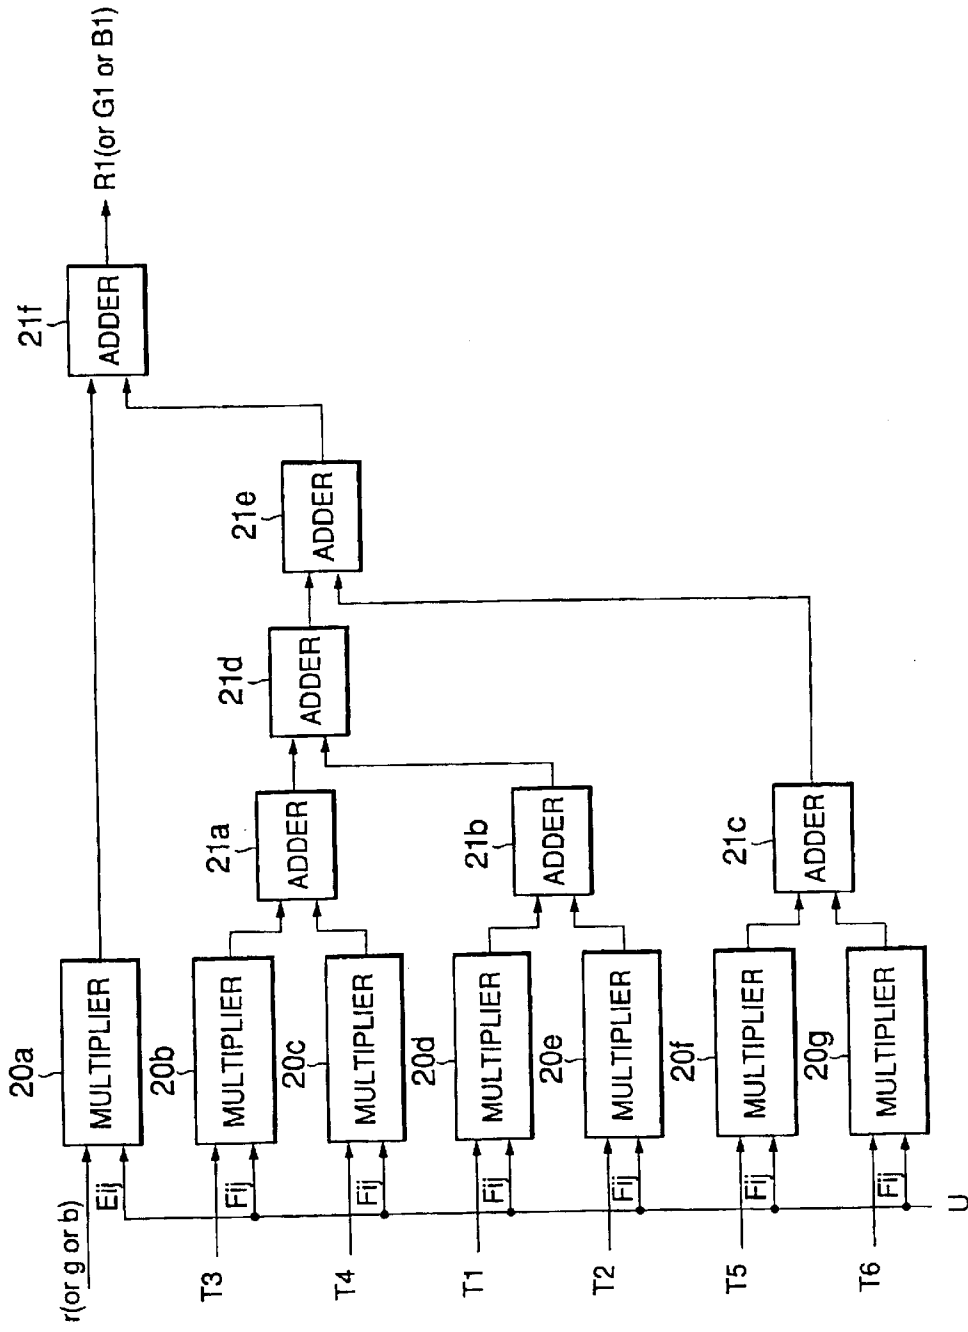 r(or g or b)
Eij
20a
MULTIPLIER
21f
ADDER
R1(or G1 or B1)
T3
Fij
20b
MULTIPLIER
T4
Fij
20c
MULTIPLIER
21a
ADDER
21d
ADDER
21e
ADDER
T1
Fij
20d
MULTIPLIER
T2
Fij
20e
MULTIPLIER
21b
ADDER
T5
Fij
20f
MULTIPLIER
T6
Fij
20g
MULTIPLIER
21c
ADDER
U